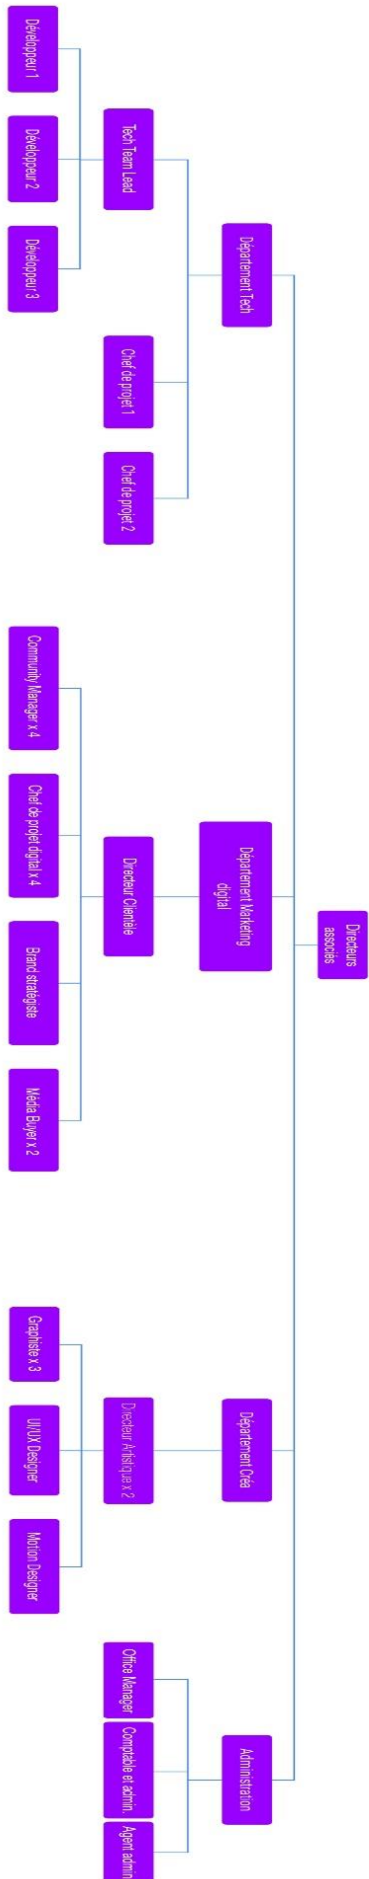 Directeurs
associés
Département Tech
Département Marketing
digital
Département Créa
Administration
Tech Team Lead
Chef de projet 1
Chef de projet 2
Directeur Clientèle
Directeur Artistique x 2
Office Manager
Comptable et admin.
Agent admin
Développeur 1
Développeur 2
Développeur 3
Community Manager x 4
Chef de projet digital x 4
Brand stratégiste
Média Buyer x 2
Graphiste x 3
UI/UX Designer
Motion Designer